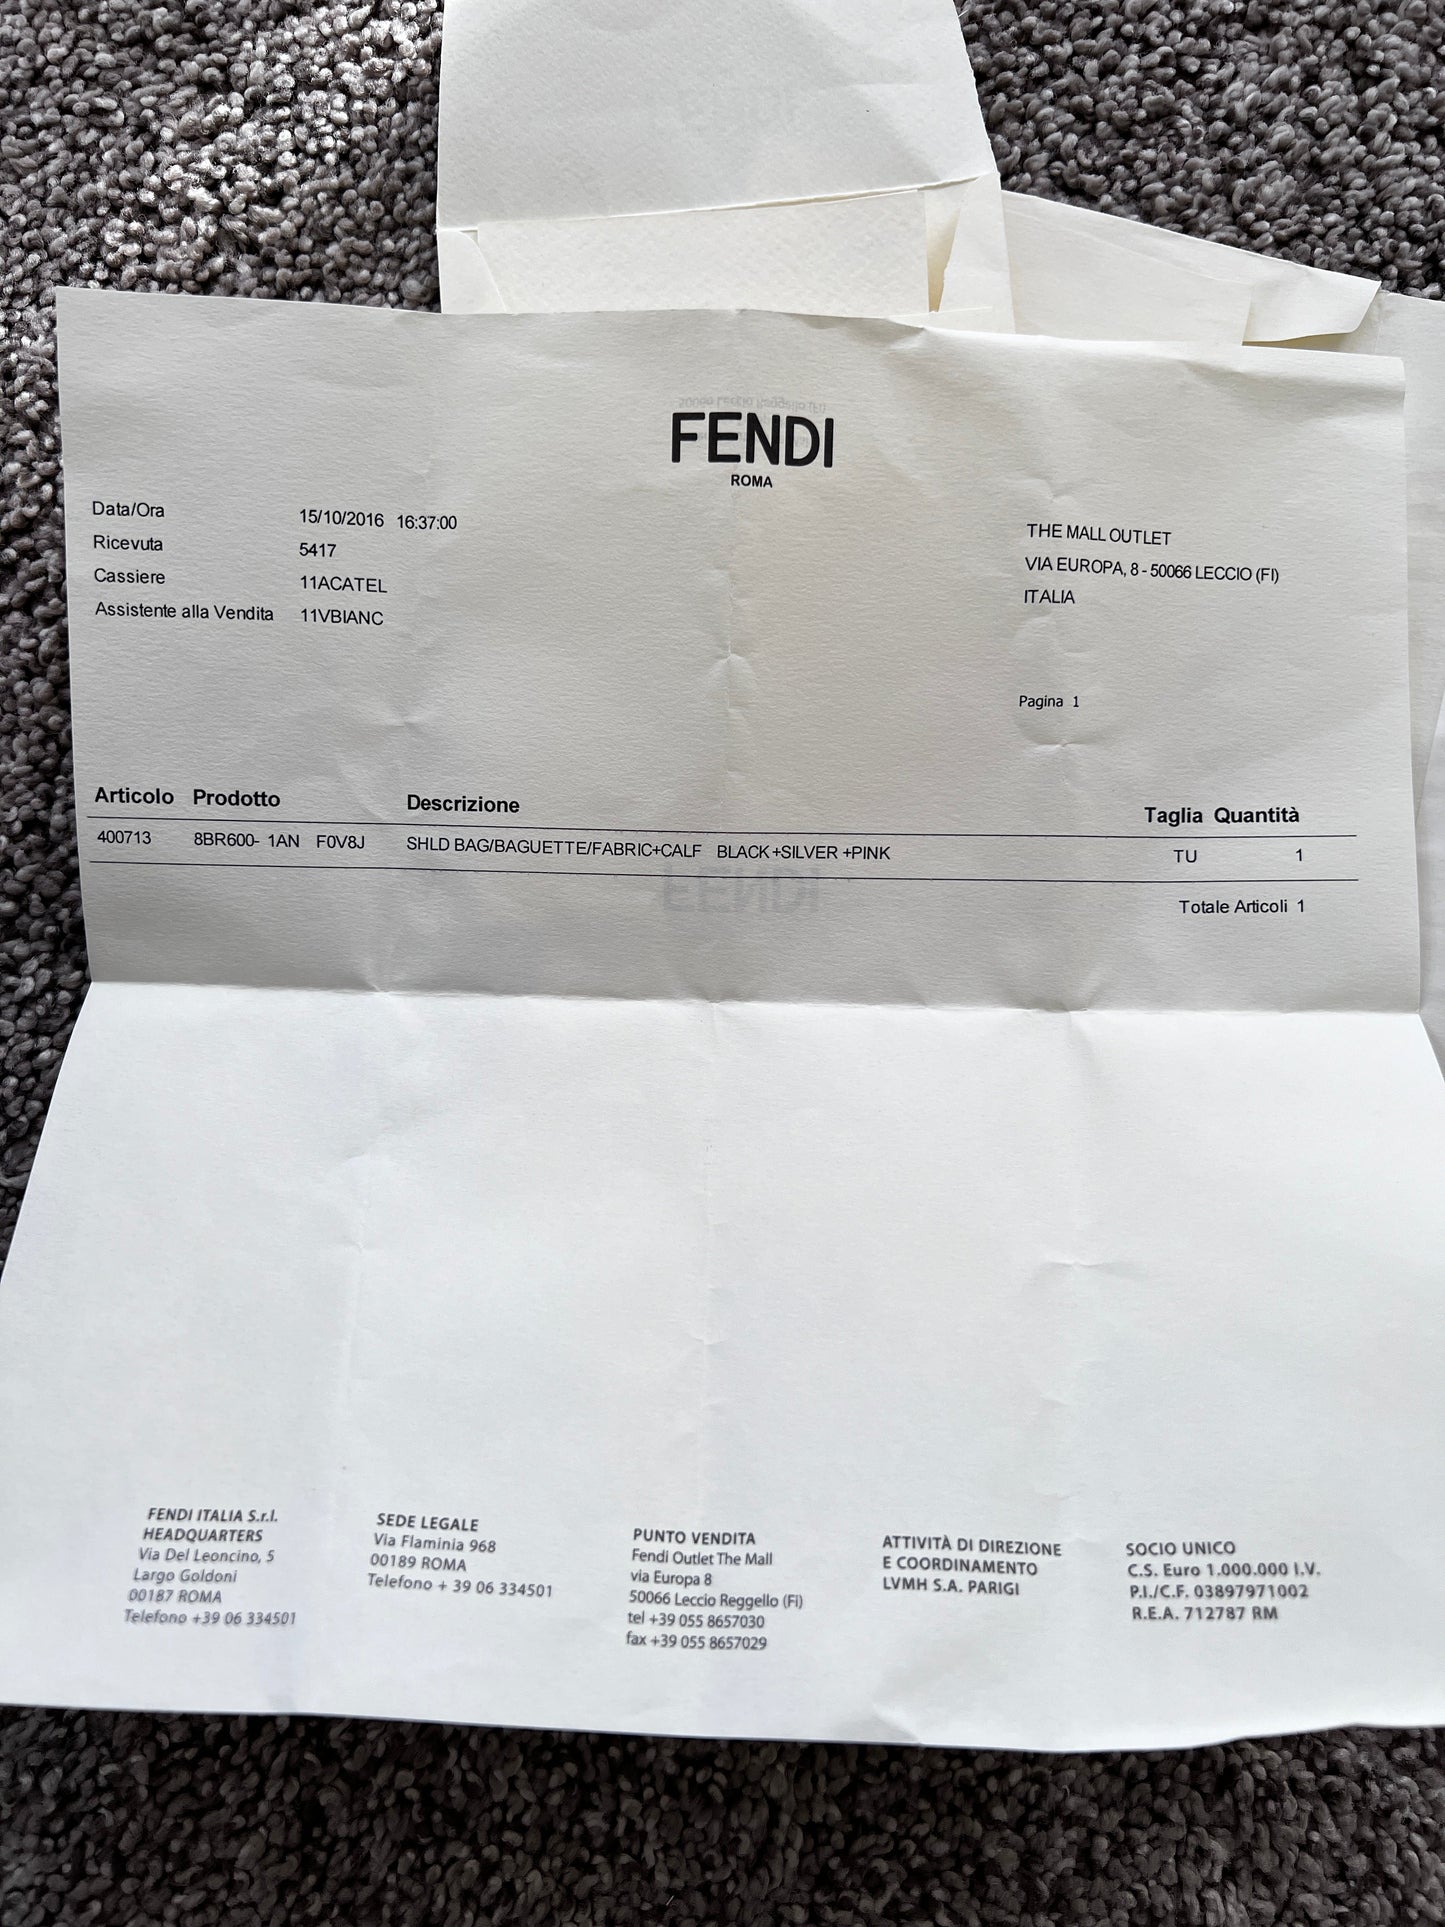 FENDI
ROMA
Data/Ora 15/10/2016 16:37:00
Ricevuta 5417
Cassiere 11ACATEL
Assistente alla Vendita 11VBIANC
THE MALL OUTLET
VIA EUROPA, 8 - 50066 LECCIO (FI)
ITALIA
Pagina 1
Articolo Prodotto Descrizione Taglia Quantità
400713 8BR600- 1AN F0V8J SHLD BAG/BAGUETTE/FABRIC+CALF BLACK+SILVER +PINK TU 1
Totale Articoli 1
FENDI
FENDI ITALIA S.r.l.
HEADQUARTERS
Via Del Leoncino, 5
Largo Goldoni
00187 ROMA
Telefono +39 06 334501
SEDE LEGALE
Via Flaminia 968
00189 ROMA
Telefono + 39 06 334501
PUNTO VENDITA
Fendi Outlet The Mall
via Europa 8
50066 Leccio Reggello (Fi)
tel +39 055 8657030
fax +39 055 8657029
ATTIVITÀ DI DIREZIONE
E COORDINAMENTO
LVMH S.A. PARIGI
SOCIO UNICO
C.S. Euro 1.000.000 I.V.
P.I./C.F. 03897971002
R.E.A. 712787 RM